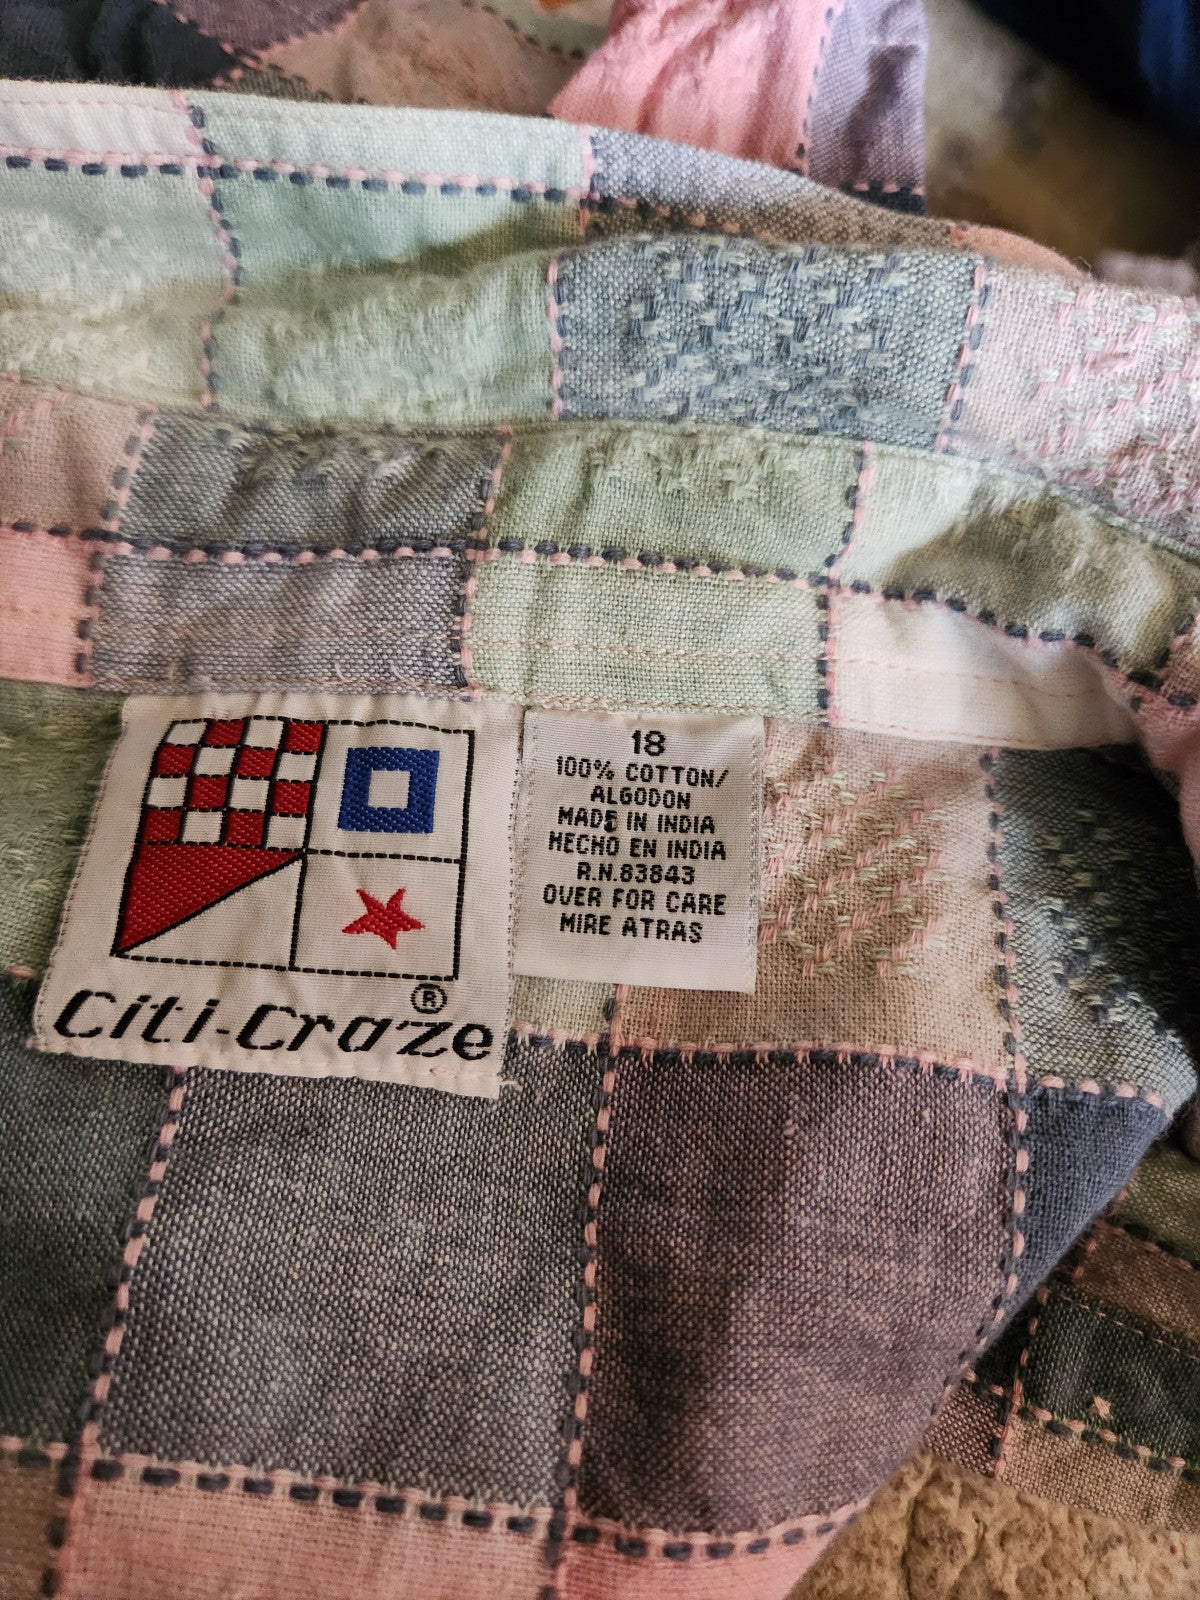 Citi-Craze ®
18
100% COTTON/
ALGODON
MADE IN INDIA
HECHO EN INDIA
R.N.83843
OVER FOR CARE
MIRE ATRAS